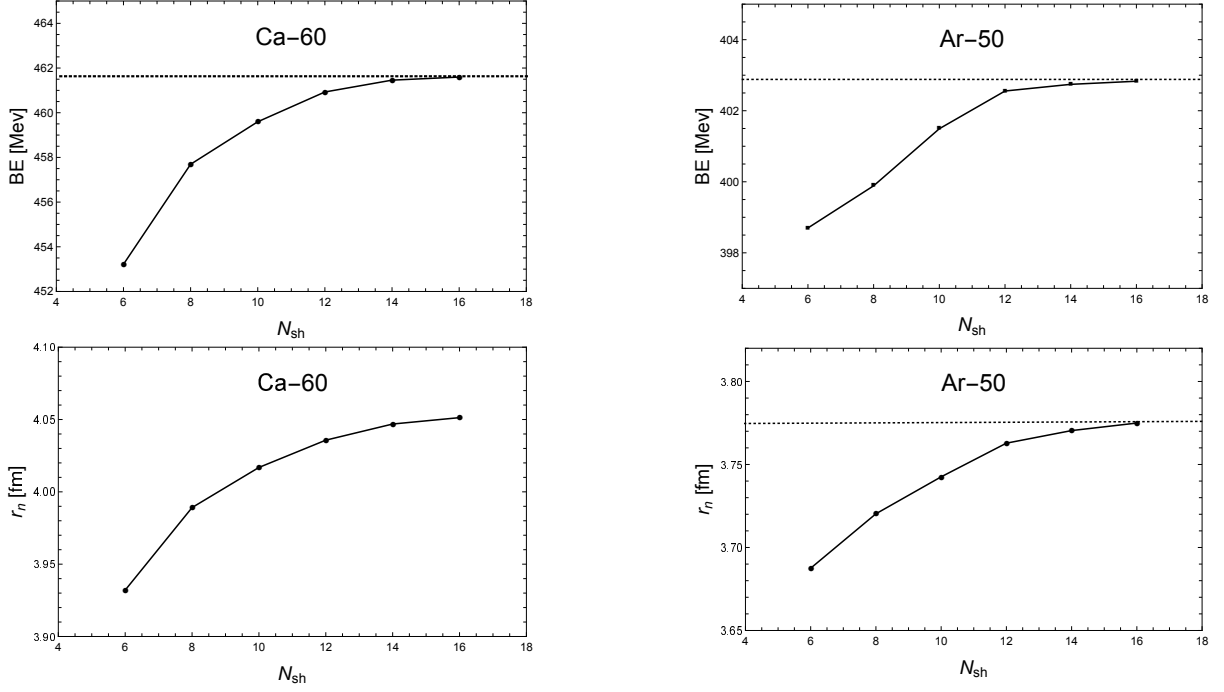 Ca-60
BE [Mev]
464
462
460
458
456
454
452
4 6 8 10 12 14 16 18
N_sh
Ar-50
BE [Mev]
404
402
400
398
4 6 8 10 12 14 16 18
N_sh
Ca-60
r_n [fm]
4.10
4.05
4.00
3.95
3.90
4 6 8 10 12 14 16 18
N_sh
Ar-50
r_n [fm]
3.80
3.75
3.70
3.65
4 6 8 10 12 14 16 18
N_sh